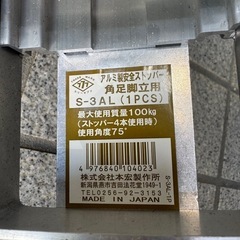 アルミ製安全ストッパー
角足脚立用
S-3AL (1PCS)
最大使用質量100kg
(ストッパー4本使用時)
使用角度75°
4 976840 104023
株式会社本宏製作所
新潟県燕市吉田法花堂1949-1
TEL0256-92-3153
MADE IN JAPAN
S-3AL-1P